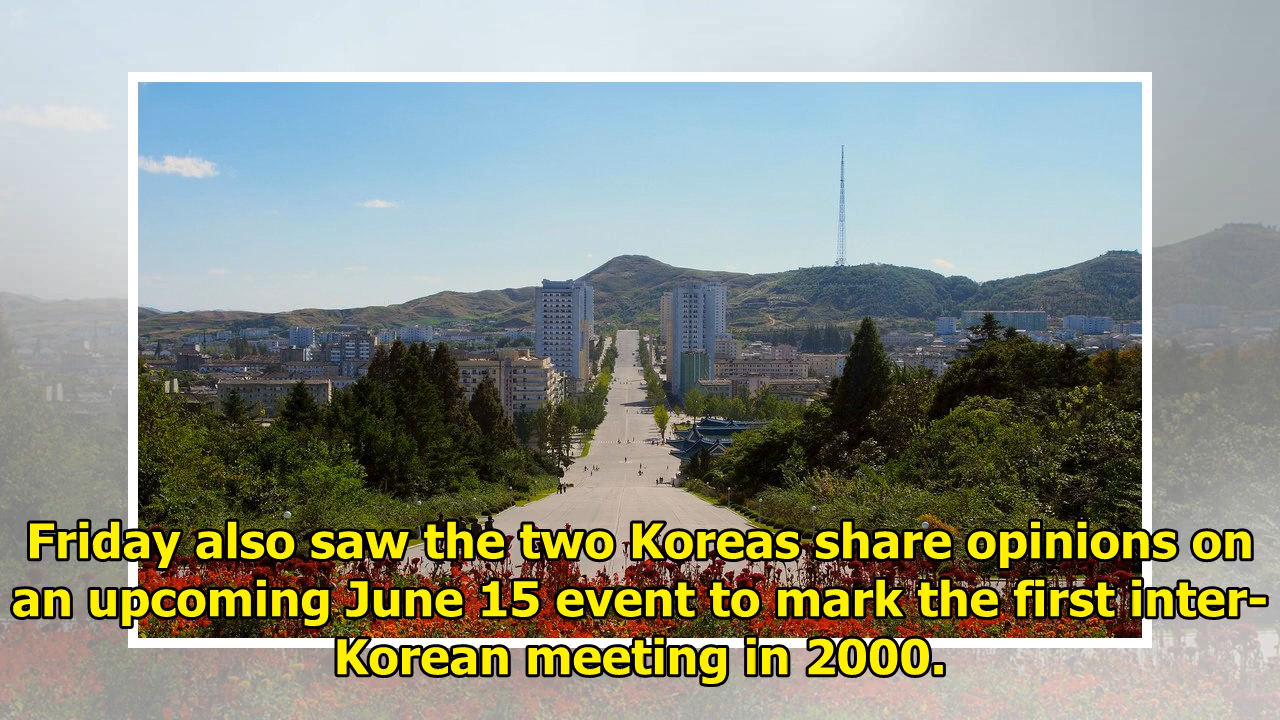 Friday also saw the two Koreas share opinions on
an upcoming June 15 event to mark the first inter-
Korean meeting in 2000.